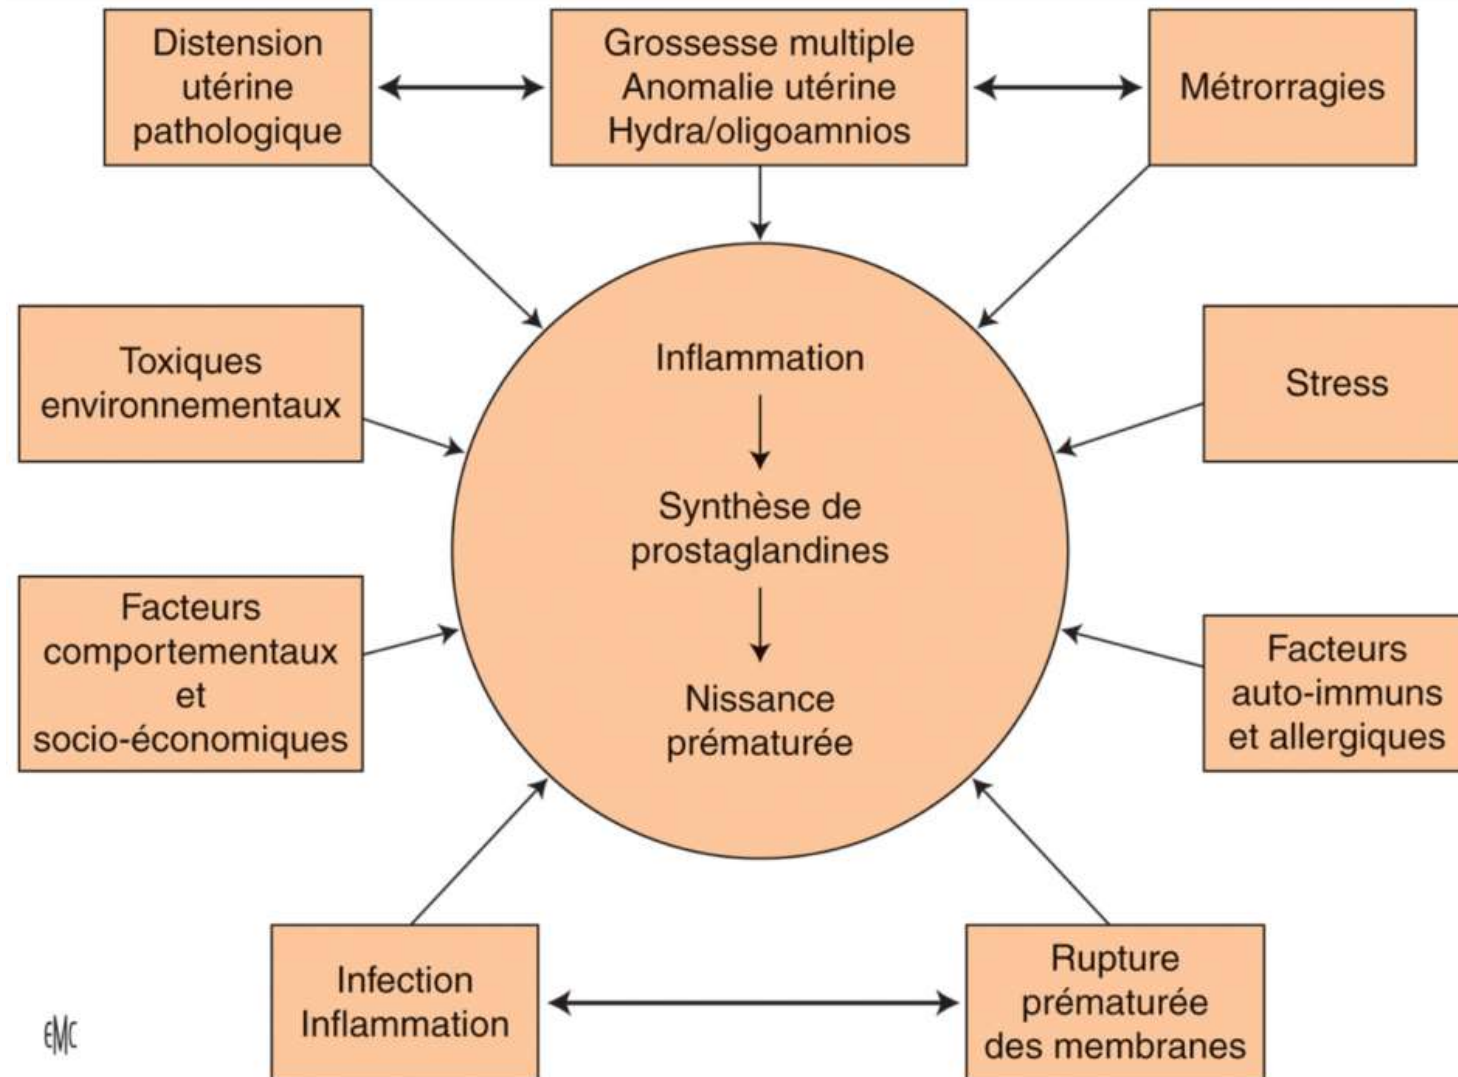 Distension
utérine
pathologique
Grossesse multiple
Anomalie utérine
Hydra/oligoamnios
Métrorragies
Toxiques
environnementaux
Inflammation
Stress
Synthèse de
prostaglandines
Facteurs
comportementaux
et
socio-économiques
Nissance
prématurée
Facteurs
auto-immuns
et allergiques
Infection
Inflammation
Rupture
prématurée
des membranes
EMC